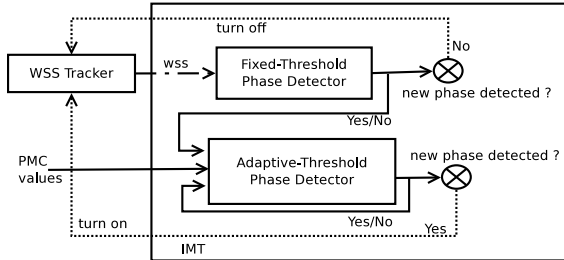 turn off
No
WSS Tracker
wss
Fixed-Threshold
Phase Detector
new phase detected ?
Yes/No
PMC
values
Adaptive-Threshold
Phase Detector
new phase detected ?
Yes/No
turn on
Yes
IMT